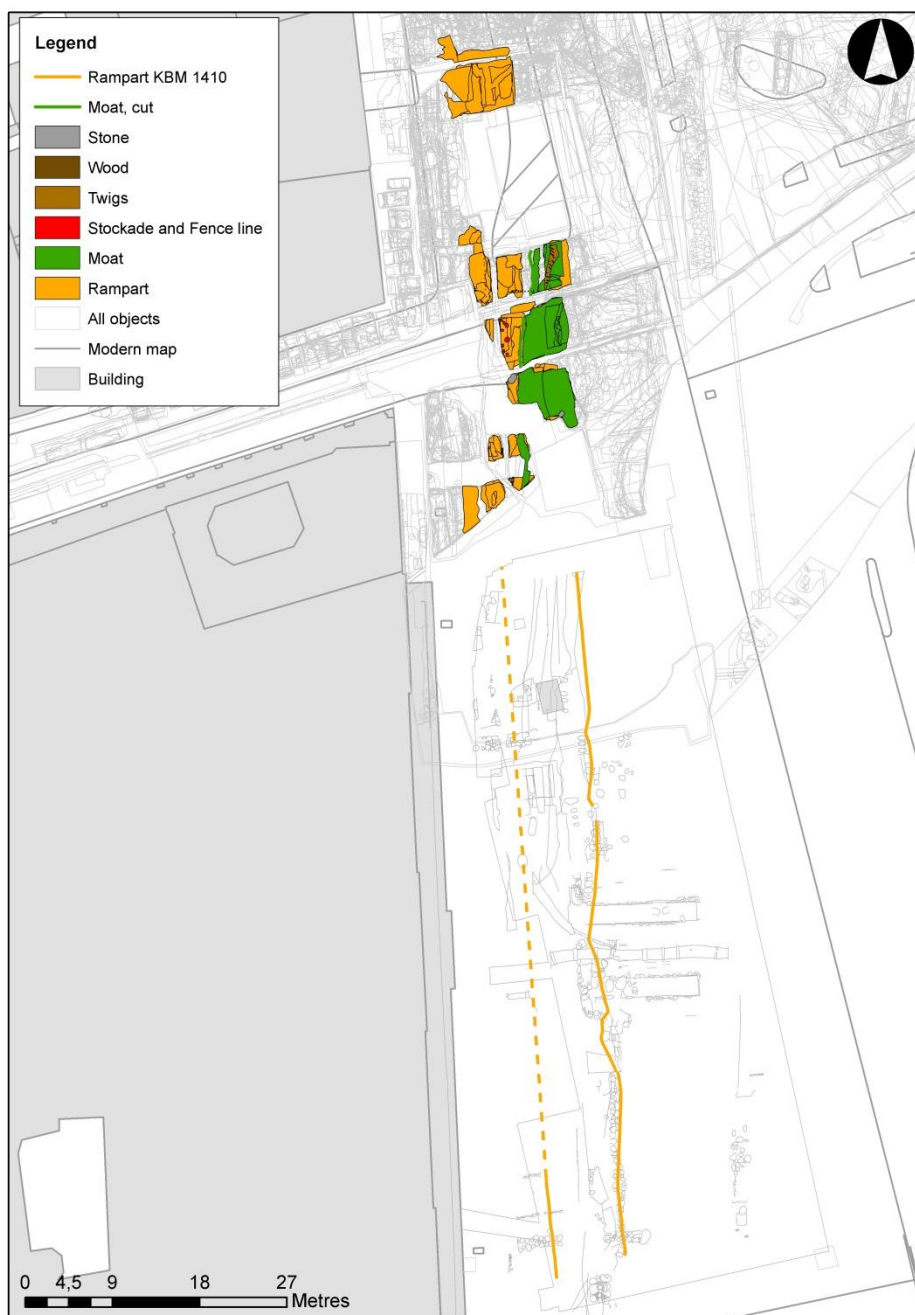 Legend
Rampart KBM 1410
Moat, cut
Stone
Wood
Twigs
Stockade and Fence line
Moat
Rampart
All objects
Modern map
Building
0 4,5 9 18 27
Metres